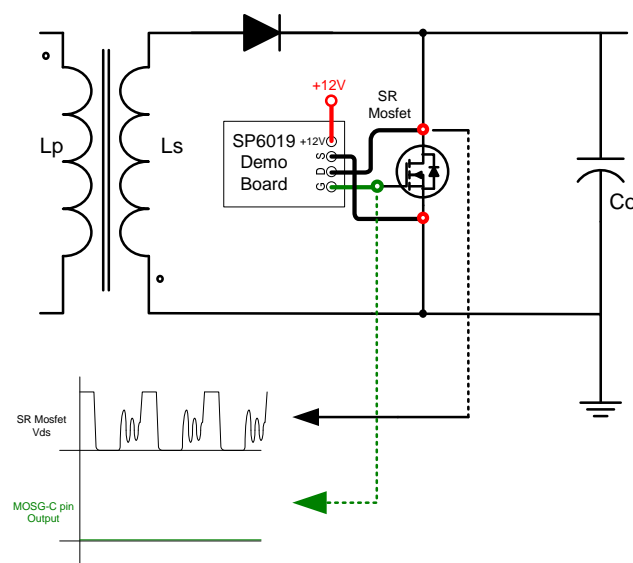 +12V
SR
Mosfet
SP6019 +12V
Demo S
Board D
G
Lp
Ls
Co
SR Mosfet
Vds
MOSG-C pin
Output